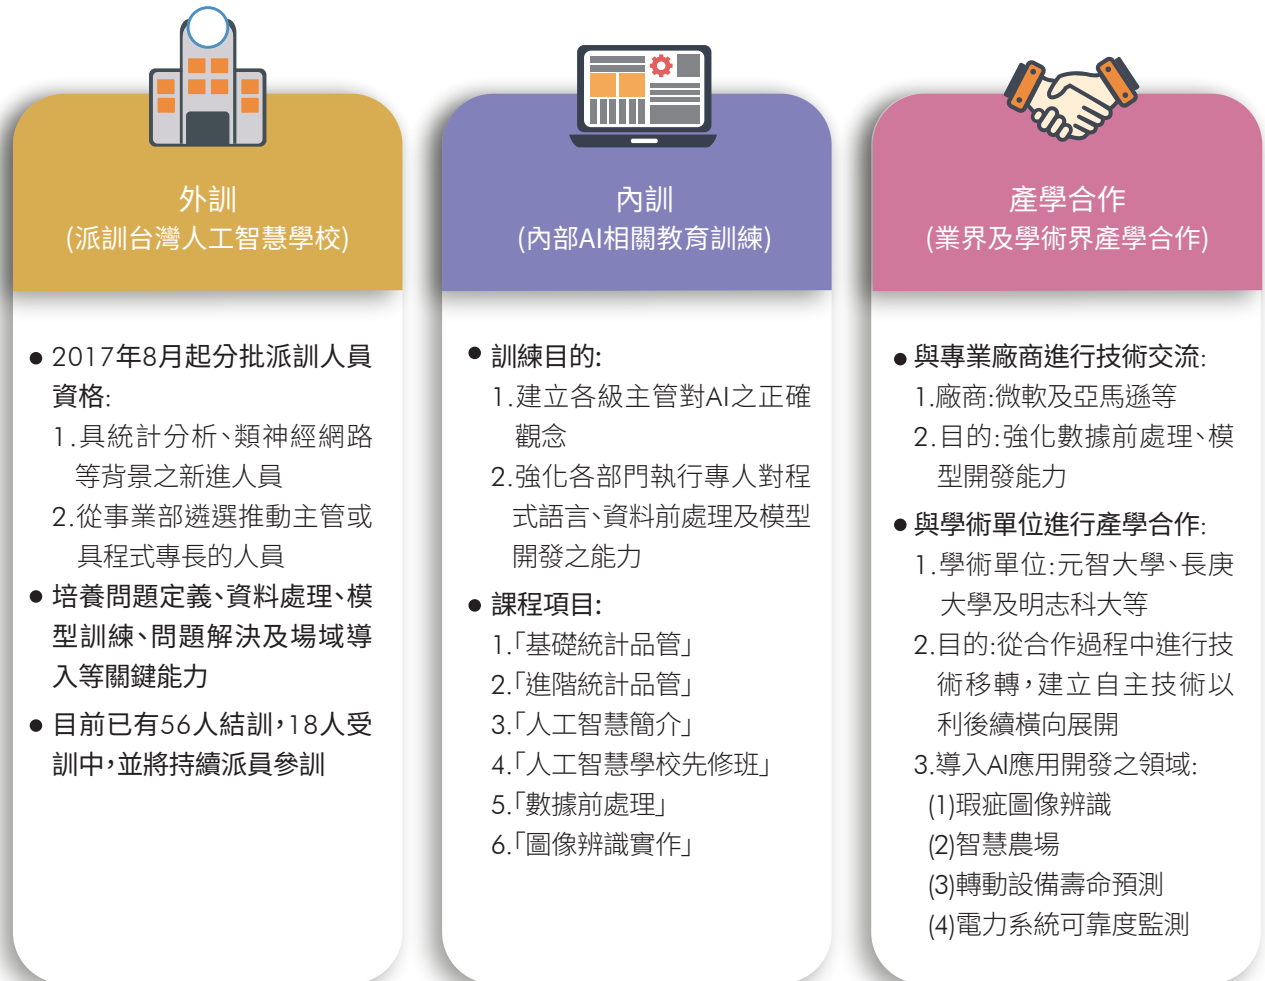 外訓
(派訓台灣人工智慧學校)
● 2017年8月起分批派訓人員
資格:
1.具統計分析、類神經網路
等背景之新進人員
2.從事業部遴選推動主管或
具程式專長的人員
● 培養問題定義、資料處理、模
型訓練、問題解決及場域導
入等關鍵能力
● 目前已有56人結訓，18人受
訓中，並將持續派員參訓
內訓
(內部AI相關教育訓練)
● 訓練目的:
1.建立各級主管對AI之正確
觀念
2.強化各部門執行專人對程
式語言、資料前處理及模型
開發之能力
● 課程項目:
1.「基礎統計品管」
2.「進階統計品管」
3.「人工智慧簡介」
4.「人工智慧學校先修班」
5.「數據前處理」
6.「圖像辨識實作」
產學合作
(業界及學術界產學合作)
● 與專業廠商進行技術交流:
1.廠商:微軟及亞馬遜等
2.目的:強化數據前處理、模
型開發能力
● 與學術單位進行產學合作:
1.學術單位:元智大學、長庚
大學及明志科大等
2.目的:從合作過程中進行技
術移轉，建立自主技術以
利後續橫向展開
3.導入AI應用開發之領域:
(1)瑕疵圖像辨識
(2)智慧農場
(3)轉動設備壽命預測
(4)電力系統可靠度監測